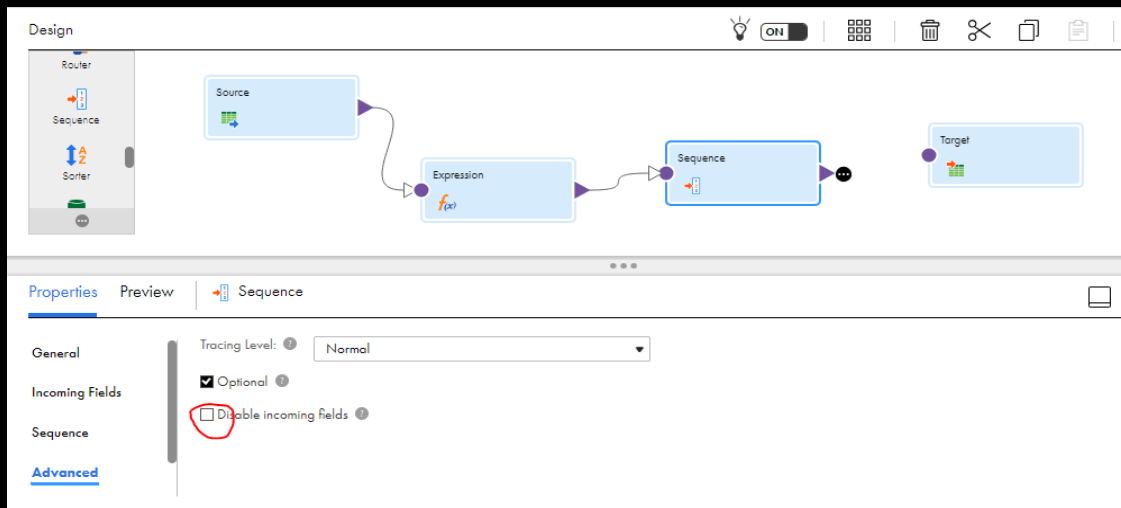 Design
ON
Router
Sequence
Sorter
Source
Expression
f(x)
Sequence
Target
Properties Preview Sequence
General
Incoming Fields
Sequence
Advanced
Tracing Level: ? Normal
Optional ?
Disable incoming fields ?